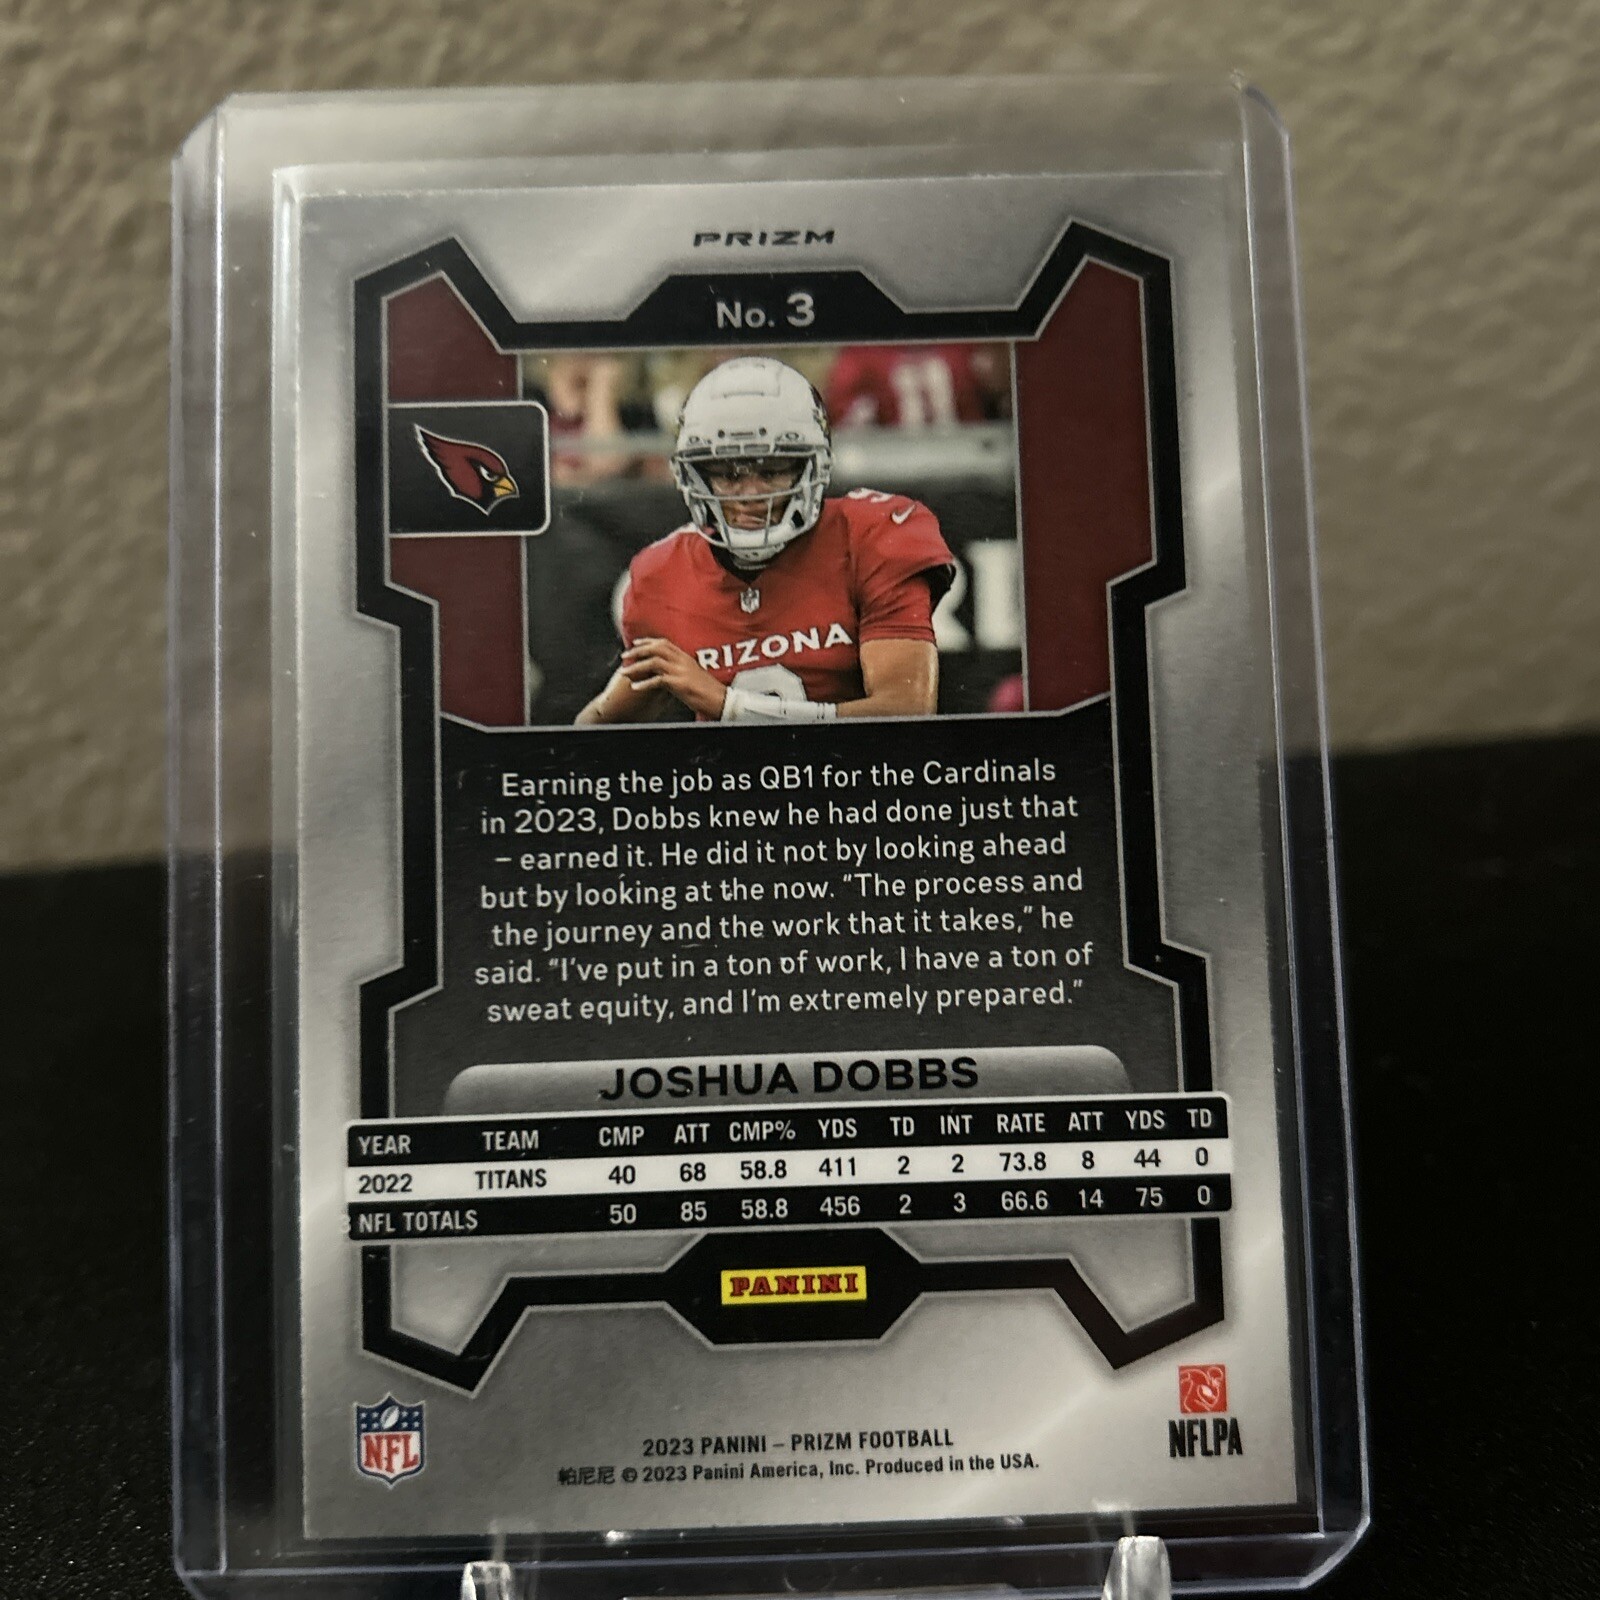 PRIZM
No. 3
11
RIZONA
9
Earning the job as QB1 for the Cardinals
in 2023, Dobbs knew he had done just that
– earned it. He did it not by looking ahead
but by looking at the now. "The process and
the journey and the work that it takes," he
said. "I've put in a ton of work, I have a ton of
sweat equity, and I'm extremely prepared."
JOSHUA DOBBS
YEAR TEAM CMP ATT CMP% YDS TD INT RATE ATT YDS TD
2022 TITANS 40 68 58.8 411 2 2 73.8 8 44 0
3 NFL TOTALS 50 85 58.8 456 2 3 66.6 14 75 0
PANINI
NFL
NFLPA
2023 PANINI – PRIZM FOOTBALL
帕尼尼 © 2023 Panini America, Inc. Produced in the USA.